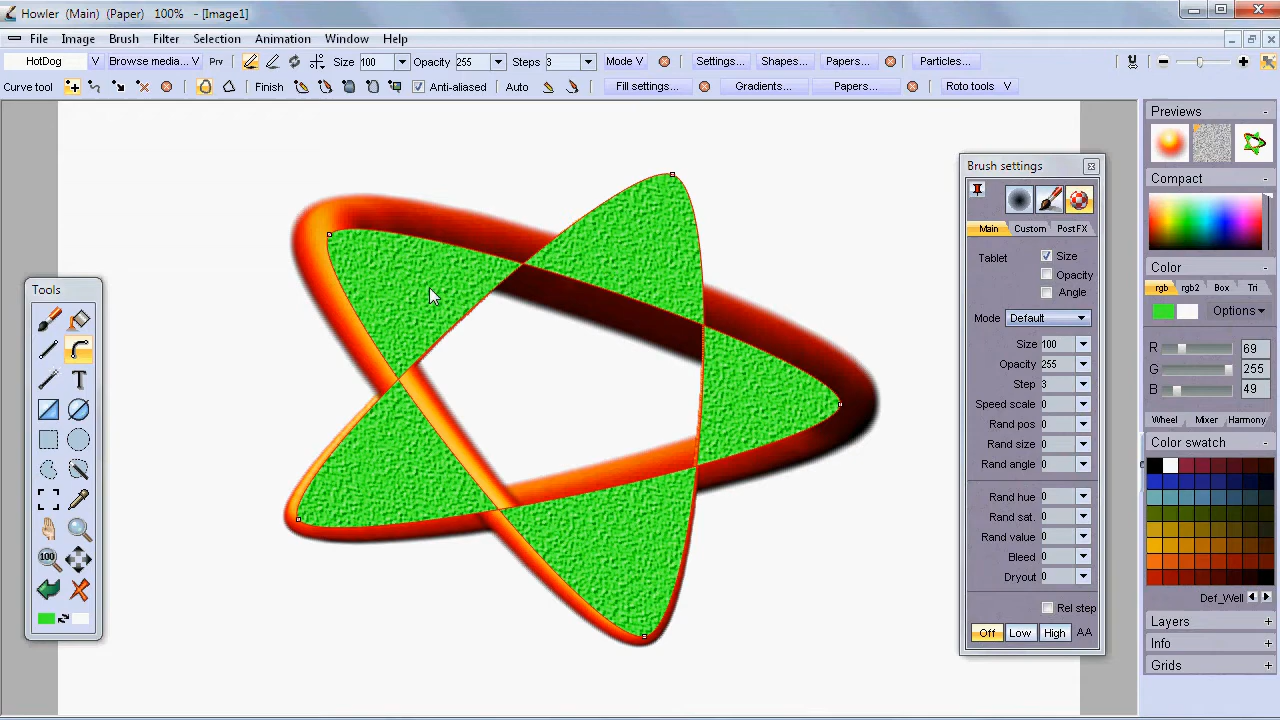 Howler (Main) (Paper) 100% - [Image1]
File Image Brush Filter Selection Animation Window Help
HotDog V Browse media...V Prv Size 100 Opacity 255 Steps 3 Mode V Settings... Shapes... Papers... Particles...
Curve tool Finish Anti-aliased Auto Fill settings... Gradients... Papers... Roto tools V
Previews -
Compact -
Color -
rgb rgb2 Box Tri
Options
R 69
G 255
B 49
Wheel Mixer Harmony
Color swatch -
Def_Well
Layers +
Info +
Grids +
Brush settings
Main Custom PostFX
Tablet Size
Opacity
Angle
Mode Default
Size 100
Opacity 255
Step 3
Speed scale 0
Rand pos 0
Rand size 0
Rand angle 0
Rand hue 0
Rand sat. 0
Rand value 0
Bleed 0
Dryout 0
Rel step
Off Low High AA
Tools
T
100